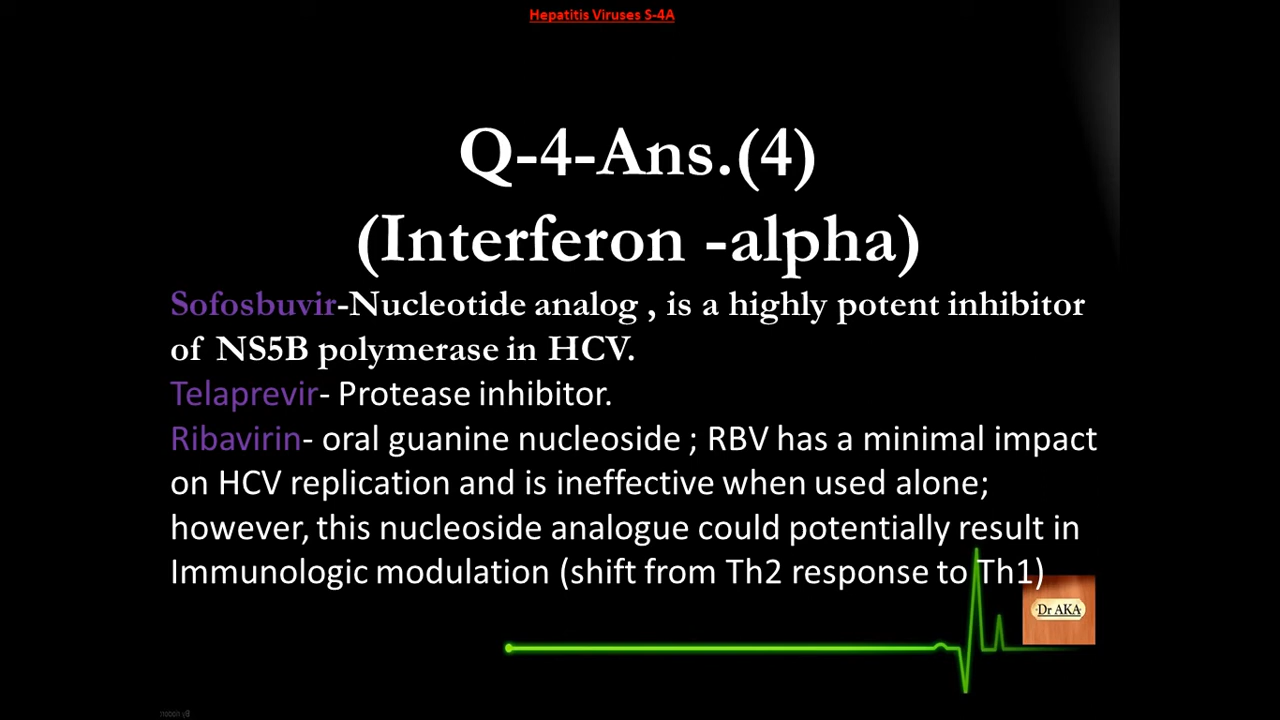 Hepatitis Viruses S-4A
Q-4-Ans.(4)
(Interferon -alpha)
Sofosbuvir-Nucleotide analog , is a highly potent inhibitor
of NS5B polymerase in HCV.
Telaprevir- Protease inhibitor.
Ribavirin- oral guanine nucleoside ; RBV has a minimal impact
on HCV replication and is ineffective when used alone;
however, this nucleoside analogue could potentially result in
Immunologic modulation (shift from Th2 response to Th1)
Dr AKA